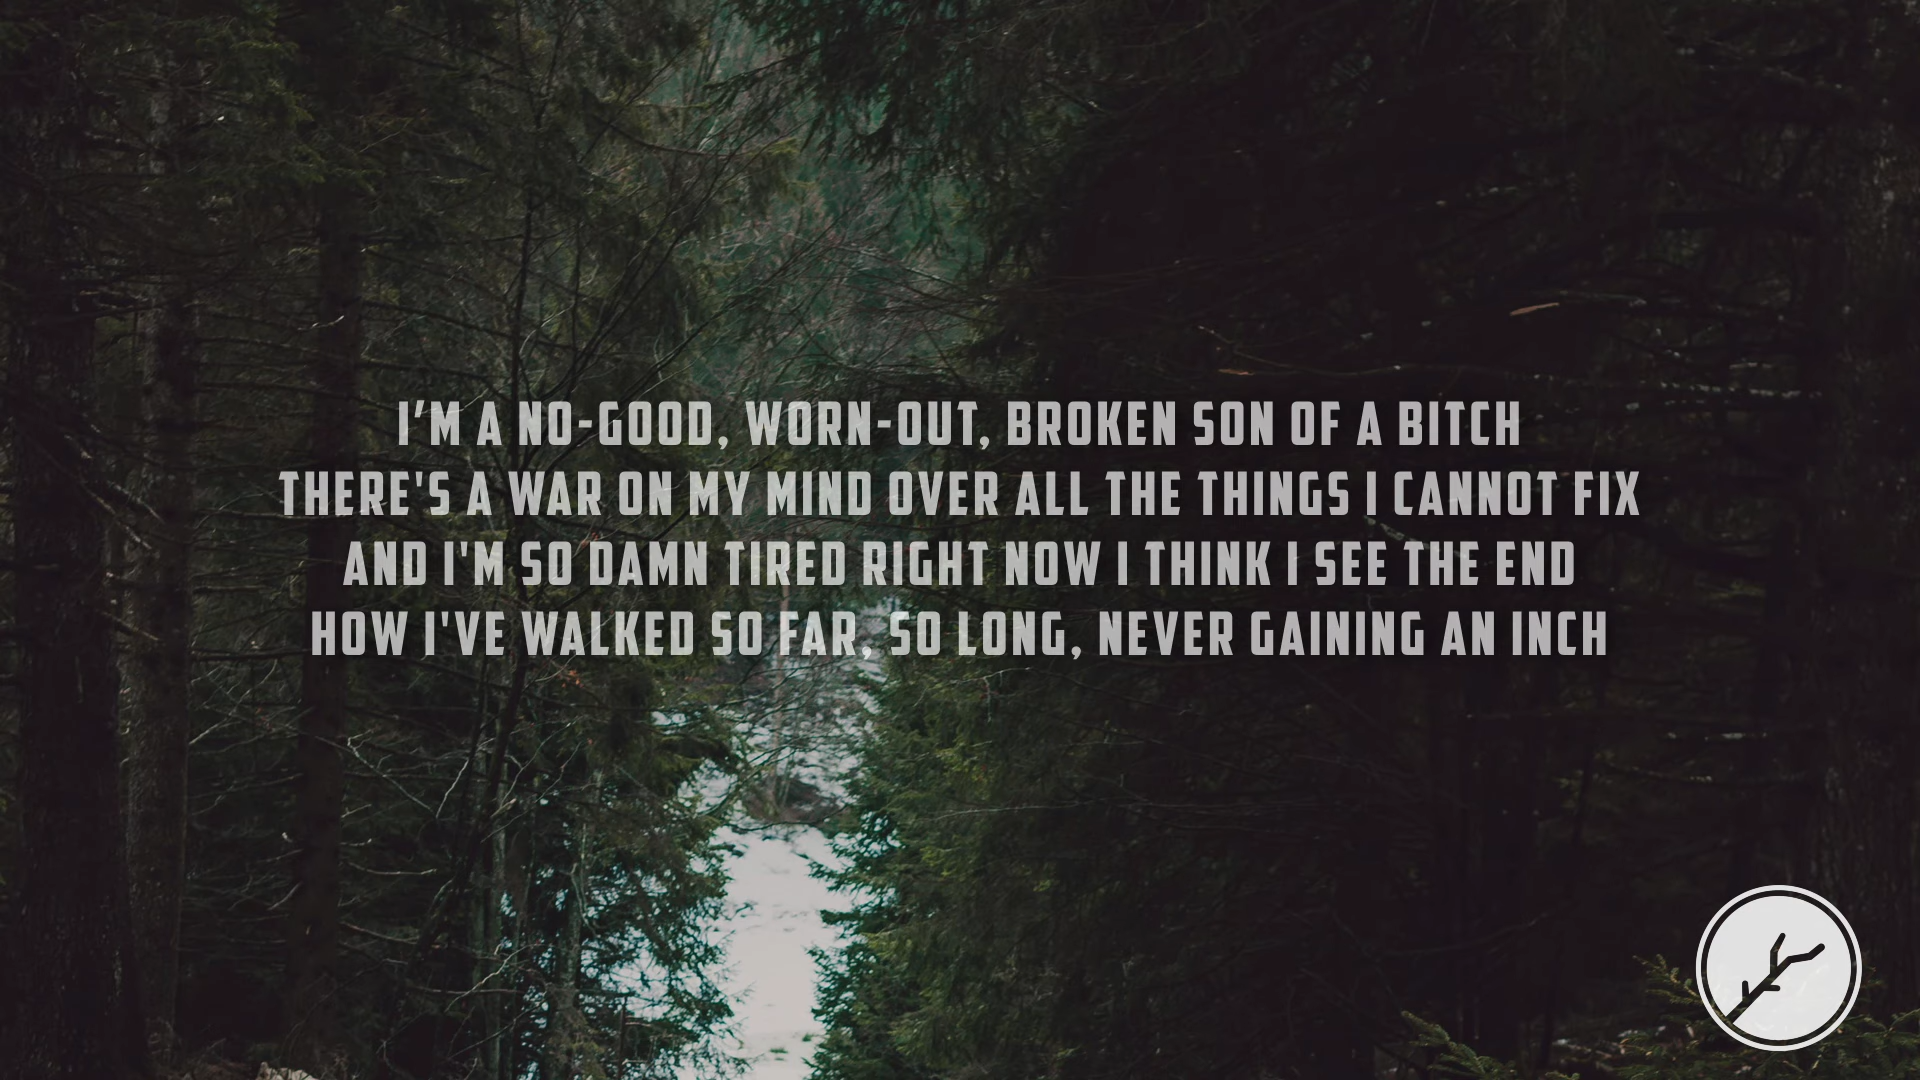 I'M A NO-GOOD, WORN-OUT, BROKEN SON OF A BITCH
THERE'S A WAR ON MY MIND OVER ALL THE THINGS I CANNOT FIX
AND I'M SO DAMN TIRED RIGHT NOW I THINK I SEE THE END
HOW I'VE WALKED SO FAR, SO LONG, NEVER GAINING AN INCH